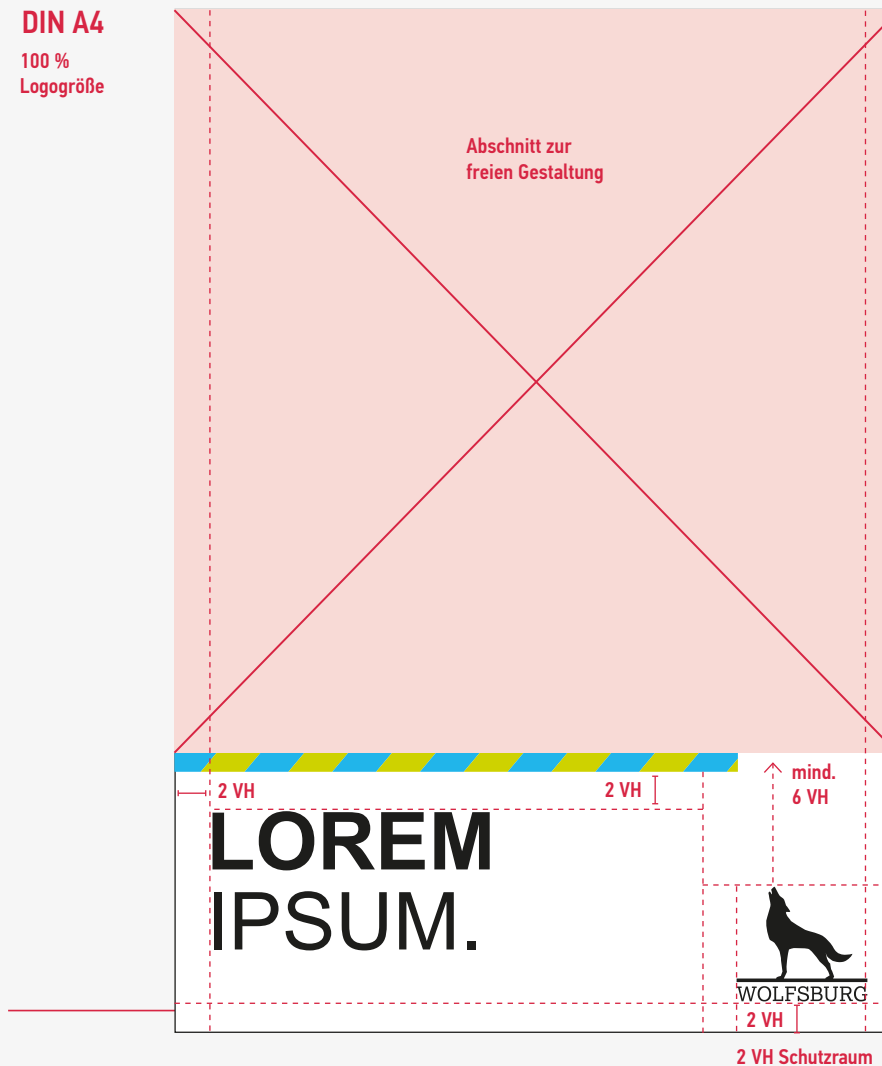 DIN A4
100 %
Logogröße
Abschnitt zur
freien Gestaltung
2 VH
2 VH
mind.
6 VH
LOREM
IPSUM.
WOLFSBURG
2 VH
2 VH Schutzraum